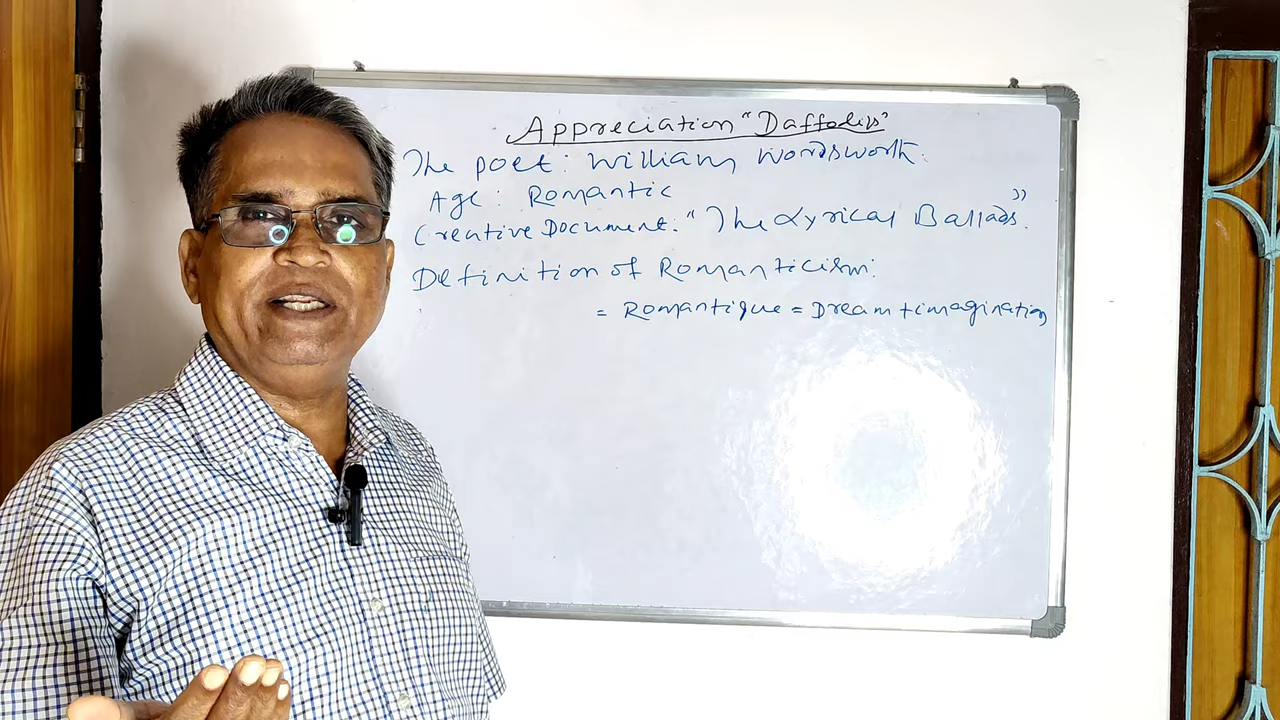 Appreciation "Daffodils"
The poet: William Wordsworth.
Age: Romantic
Creative Document: "The Lyrical Ballads".
Definition of Romanticism:
= Romantique = Dream + imagination